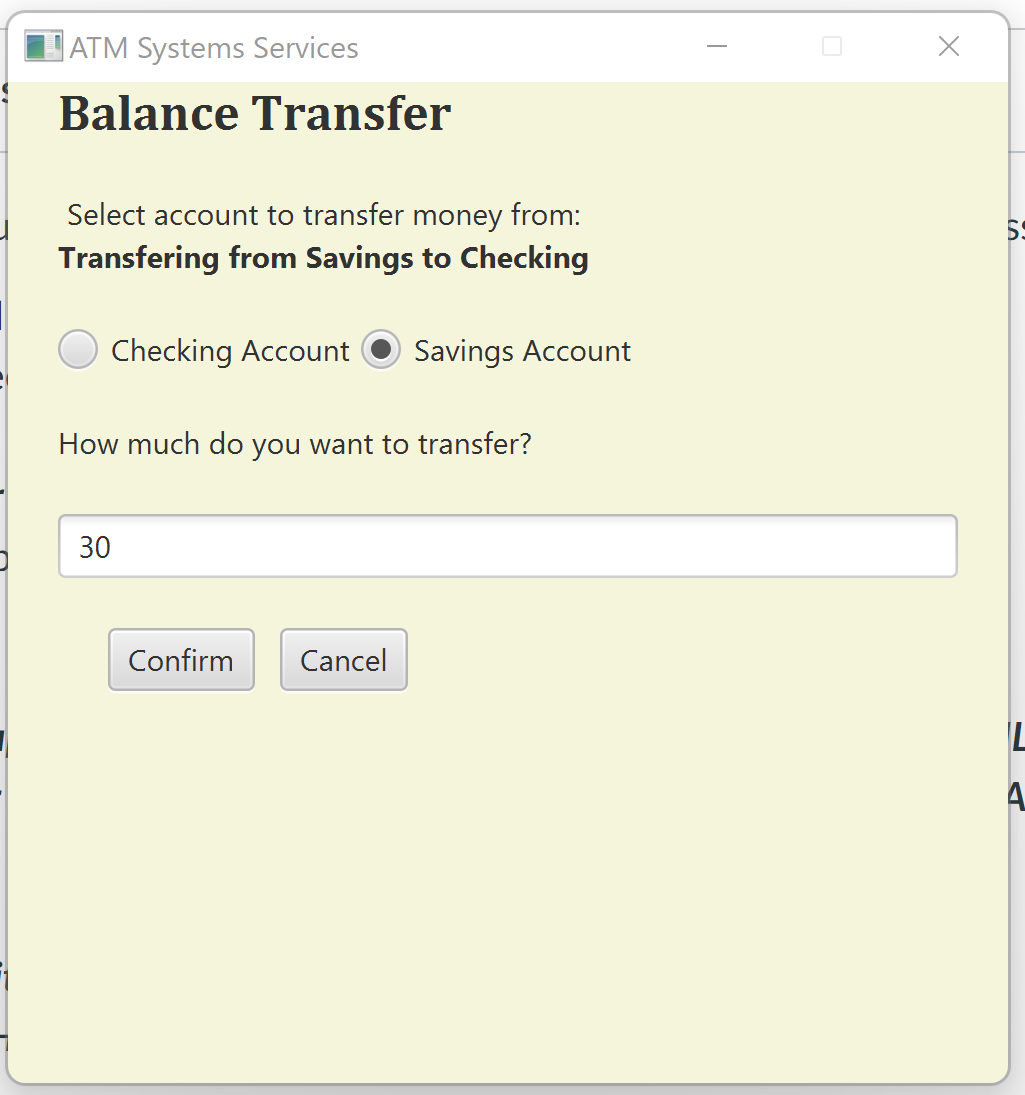 ATM Systems Services
Balance Transfer
Select account to transfer money from:
Transfering from Savings to Checking
Checking Account Savings Account
How much do you want to transfer?
30
Confirm Cancel